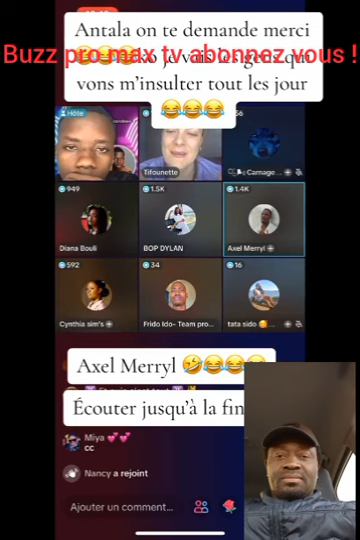 Antala on te demande merci
Buzz pro max tv abonnez vous !
vons m'insulter tout les jour
😂😂😂
Hôte
Tifounette
Carnage...
949
1.5K
1.4K
Diana Bouli
BOP DYLAN
Axel Merryl
592
34
16
Cynthia sim's
Frido Ido- Team pro...
tata sido 🥰...
Axel Merryl 🤣😂😂😂
Écouter jusqu'à la fin
Miya 💕💕
cc
Nancy a rejoint
Ajouter un comment...